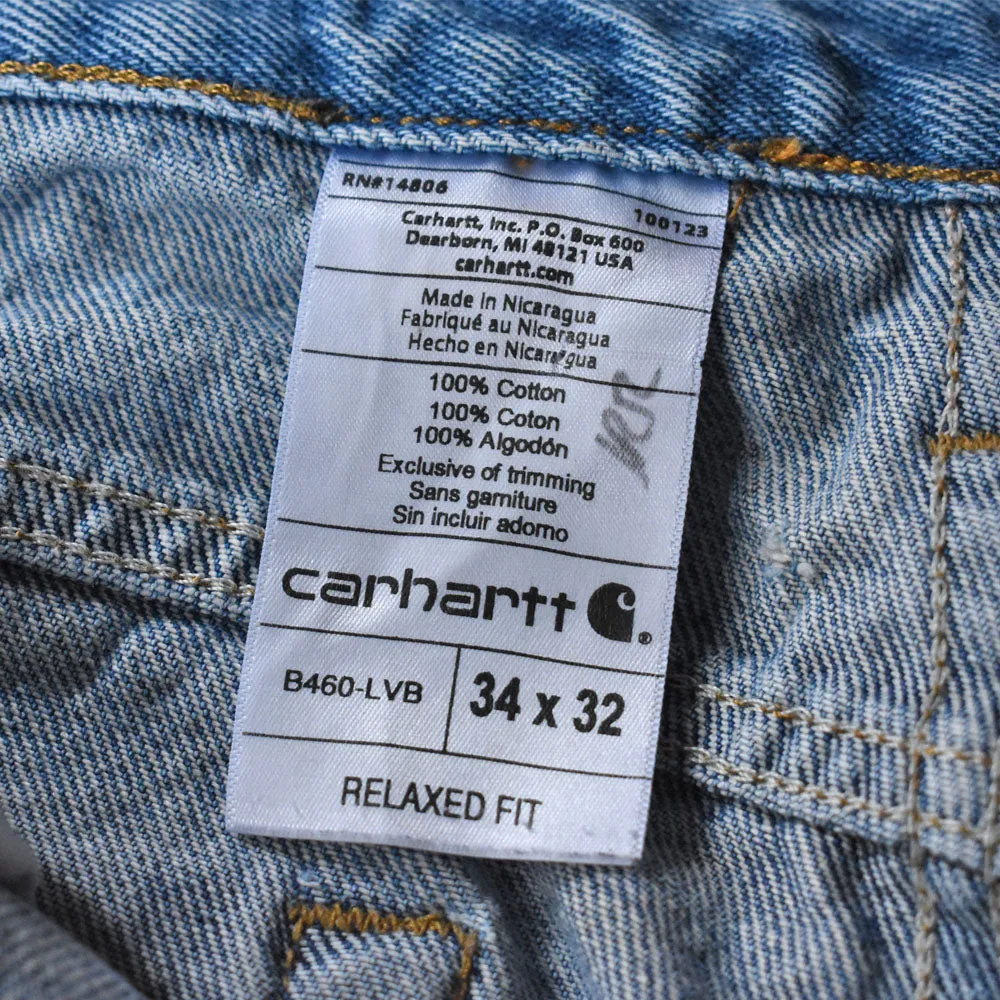 RN#14806
100123
Carhartt, Inc. P.O. Box 600
Dearborn, MI 48121 USA
carhartt.com
Made in Nicaragua
Fabriqué au Nicaragua
Hecho en Nicaragua
100% Cotton
100% Coton
100% Algodón
Exclusive of trimming
Sans garniture
Sin incluir adorno
carhartt
B460-LVB
34 x 32
RELAXED FIT